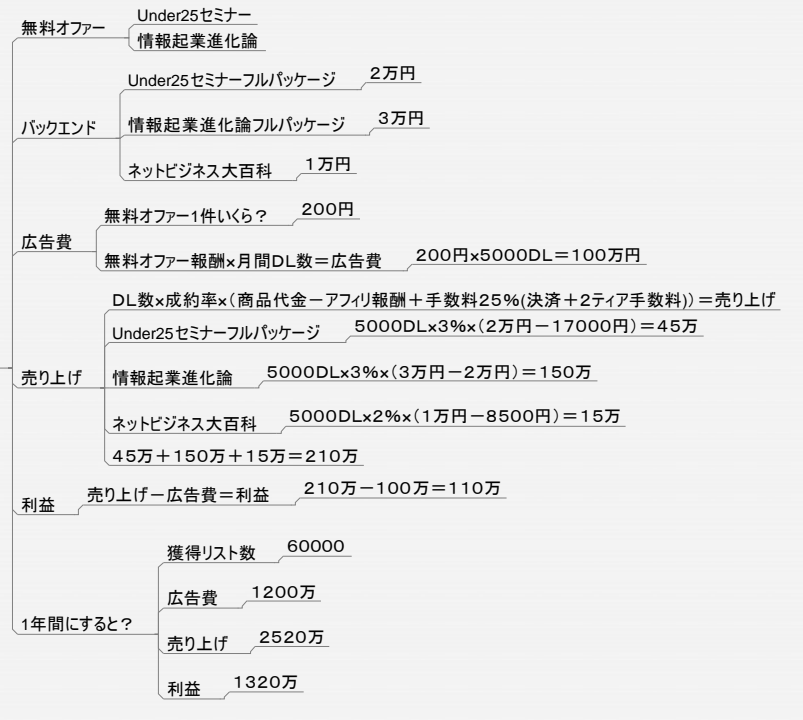 無料オファー
Under25セミナー
情報起業進化論
バックエンド
Under25セミナーフルパッケージ
2万円
情報起業進化論フルパッケージ
3万円
ネットビジネス大百科
1万円
広告費
無料オファー1件いくら？
200円
無料オファー報酬×月間DL数＝広告費
200円×5000DL＝100万円
売り上げ
DL数×成約率×（商品代金－アフィリ報酬＋手数料25%(決済＋2ティア手数料)）＝売り上げ
Under25セミナーフルパッケージ
5000DL×3%×（2万円－17000円）＝45万
情報起業進化論
5000DL×3%×（3万円－2万円）＝150万
ネットビジネス大百科
5000DL×2%×（1万円－8500円）＝15万
45万＋150万＋15万＝210万
利益
売り上げ－広告費＝利益
210万－100万＝110万
1年間にすると？
獲得リスト数
60000
広告費
1200万
売り上げ
2520万
利益
1320万